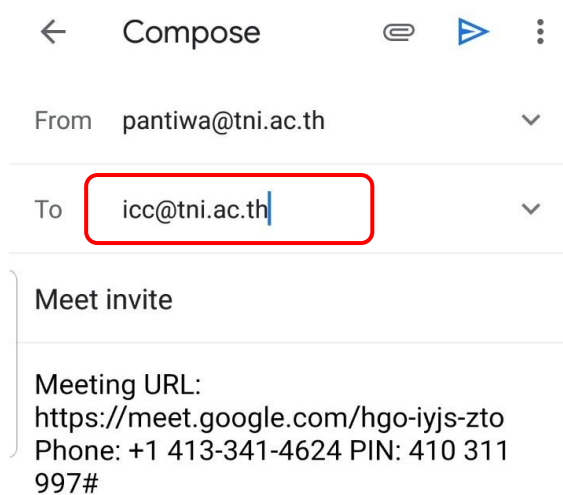 Compose
From pantiwa@tni.ac.th
To icc@tni.ac.th
Meet invite
Meeting URL:
https://meet.google.com/hgo-iyjs-zto
Phone: +1 413-341-4624 PIN: 410 311
997#